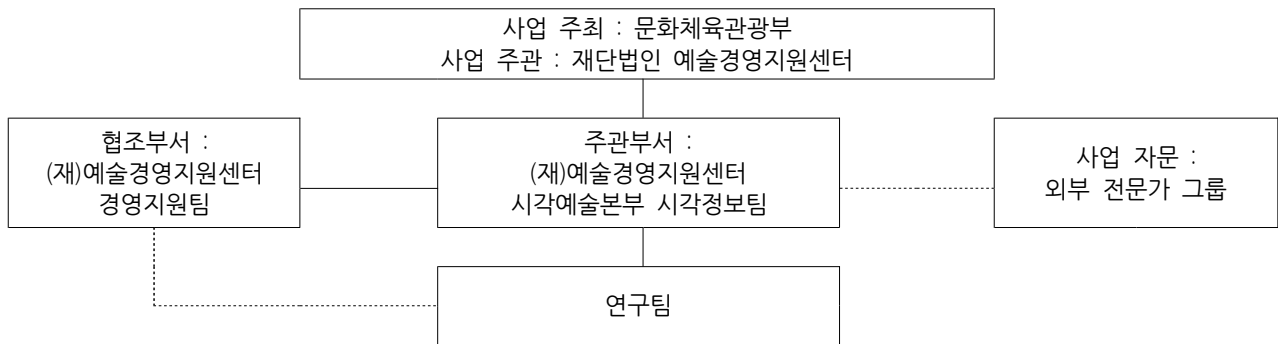 사업 주최 : 문화체육관광부
사업 주관 : 재단법인 예술경영지원센터
협조부서 :
(재)예술경영지원센터
경영지원팀
주관부서 :
(재)예술경영지원센터
시각예술본부 시각정보팀
사업 자문 :
외부 전문가 그룹
연구팀